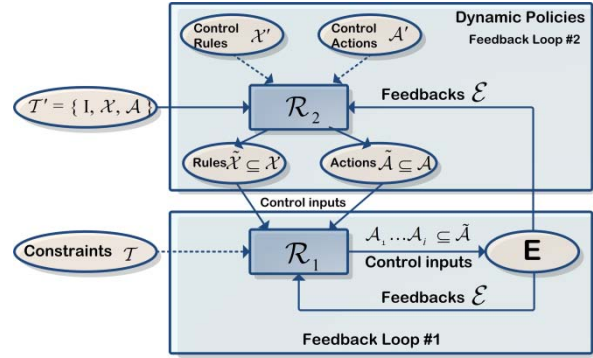 Dynamic Policies
Feedback Loop #2
Control Rules 𝒳′
Control Actions 𝒜′
𝒯′ = { I, 𝒳, 𝒜 }
ℛ₂
Feedbacks ℰ
Rules 𝒳̃ ⊆ 𝒳
Actions 𝒜̃ ⊆ 𝒜
Control inputs
Constraints 𝒯
ℛ₁
𝒜₁...𝒜ᵢ ⊆ 𝒜̃
Control inputs
E
Feedbacks ℰ
Feedback Loop #1